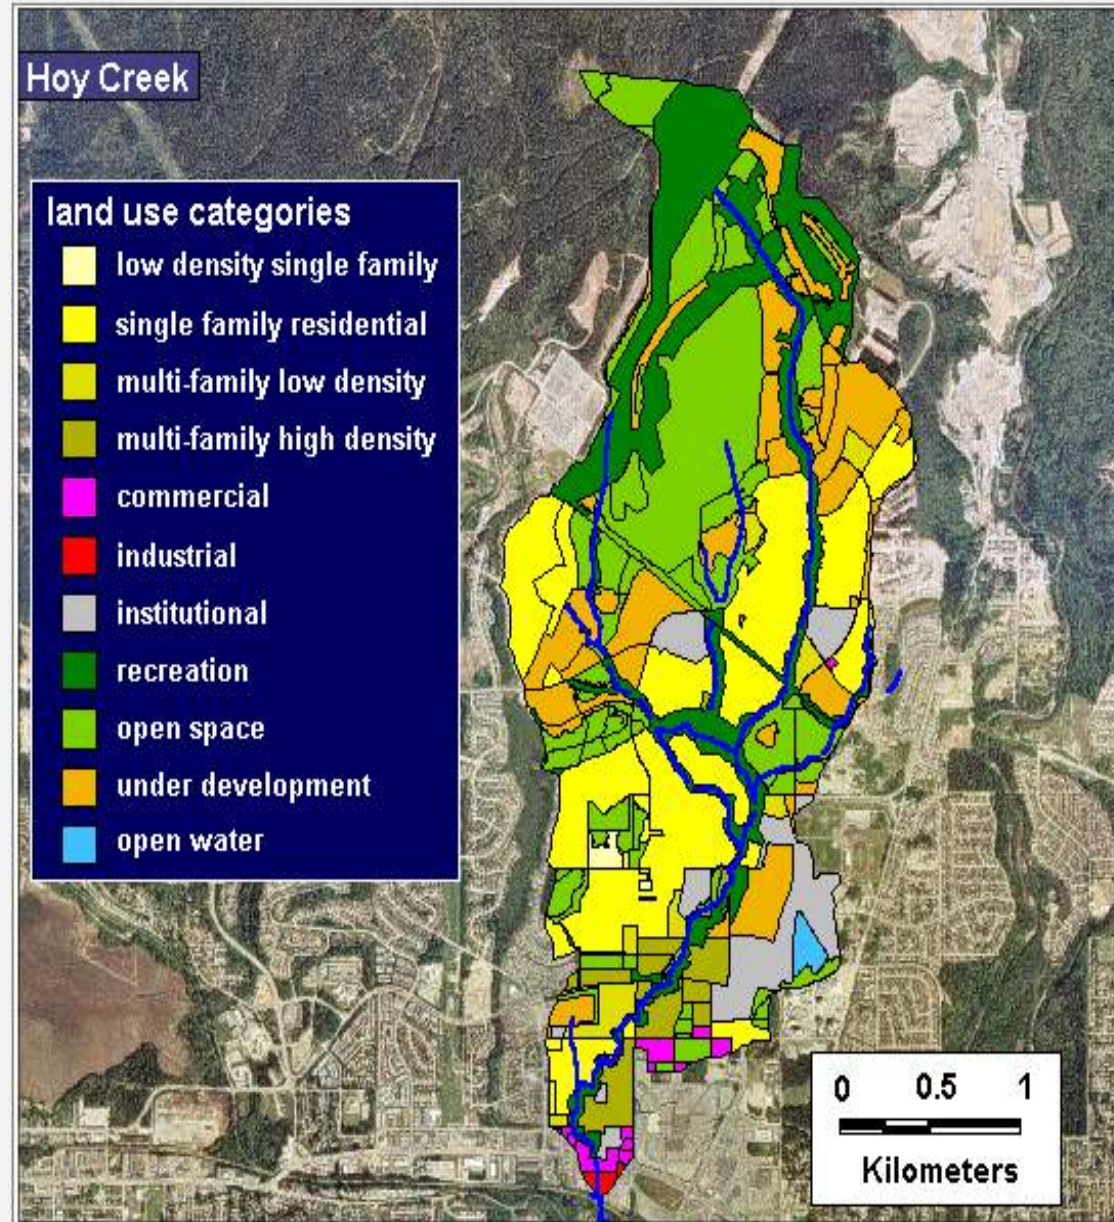 Hoy Creek
land use categories
low density single family
single family residential
multi-family low density
multi-family high density
commercial
industrial
institutional
recreation
open space
under development
open water
0 0.5 1
Kilometers